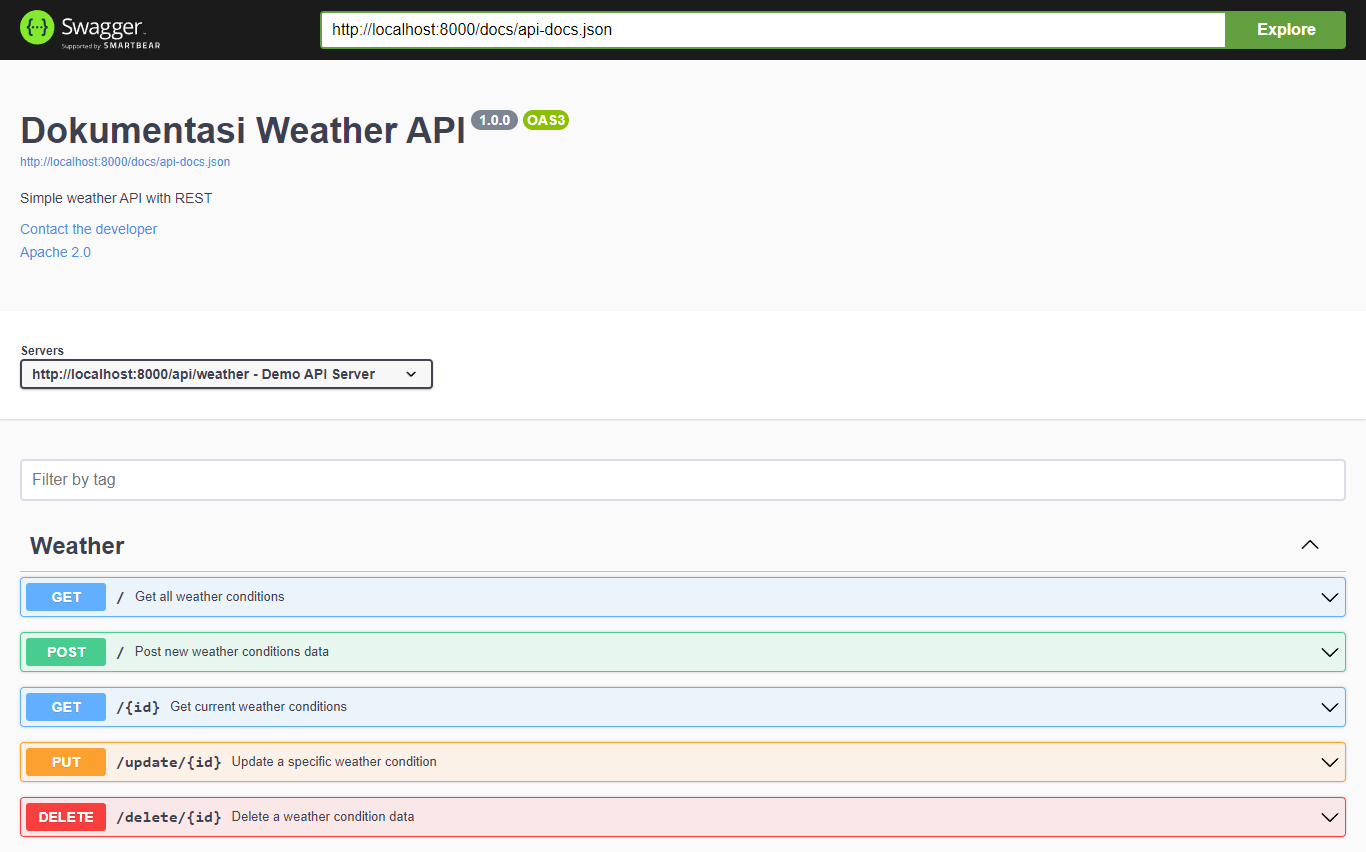 Swagger™
Supported by SMARTBEAR
http://localhost:8000/docs/api-docs.json
Explore
Dokumentasi Weather API 1.0.0 OAS3
http://localhost:8000/docs/api-docs.json
Simple weather API with REST
Contact the developer
Apache 2.0
Servers
http://localhost:8000/api/weather - Demo API Server
Filter by tag
Weather
GET / Get all weather conditions
POST / Post new weather conditions data
GET /{id} Get current weather conditions
PUT /update/{id} Update a specific weather condition
DELETE /delete/{id} Delete a weather condition data